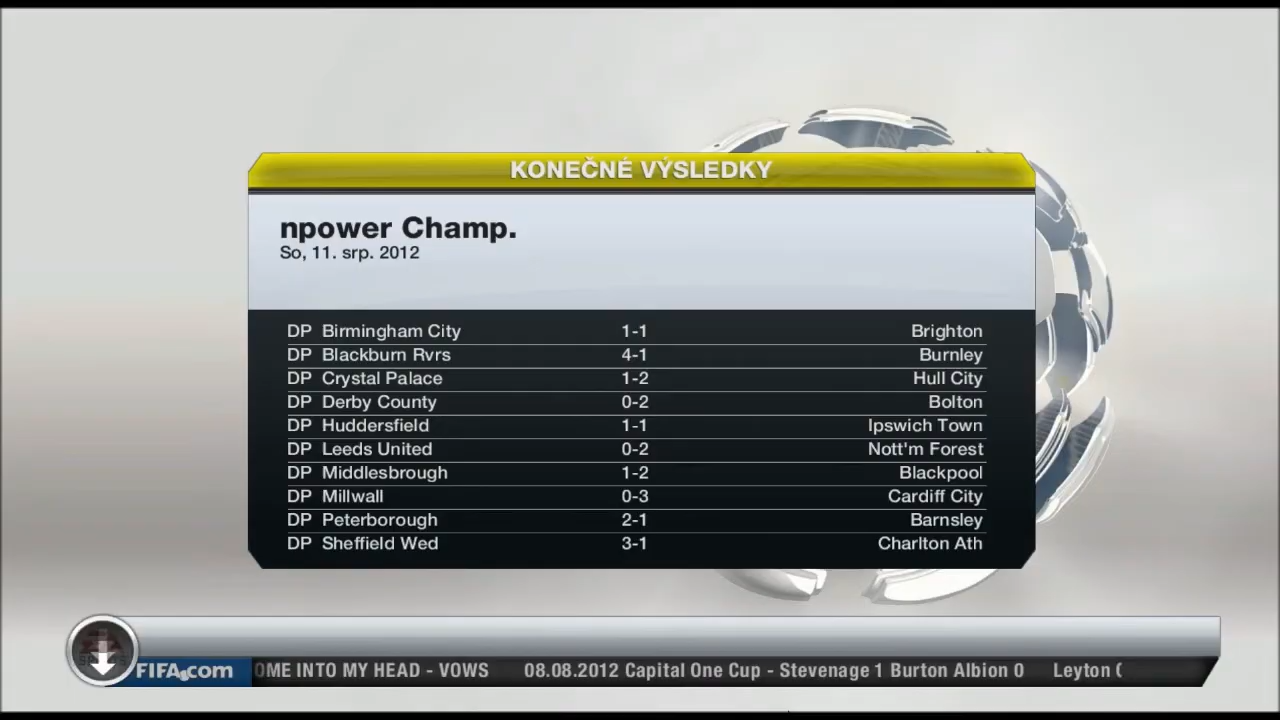 KONEČNÉ VÝSLEDKY
npower Champ.
So, 11. srp. 2012
DP Birmingham City 1-1 Brighton
DP Blackburn Rvrs 4-1 Burnley
DP Crystal Palace 1-2 Hull City
DP Derby County 0-2 Bolton
DP Huddersfield 1-1 Ipswich Town
DP Leeds United 0-2 Nott'm Forest
DP Middlesbrough 1-2 Blackpool
DP Millwall 0-3 Cardiff City
DP Peterborough 2-1 Barnsley
DP Sheffield Wed 3-1 Charlton Ath
FIFA.com OME INTO MY HEAD - VOWS 08.08.2012 Capital One Cup - Stevenage 1 Burton Albion 0 Leyton